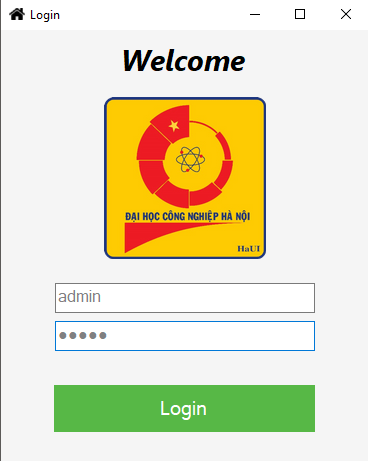 Login
Welcome
ĐẠI HỌC CÔNG NGHIỆP HÀ NỘI
HaUI
admin
●●●●●
Login